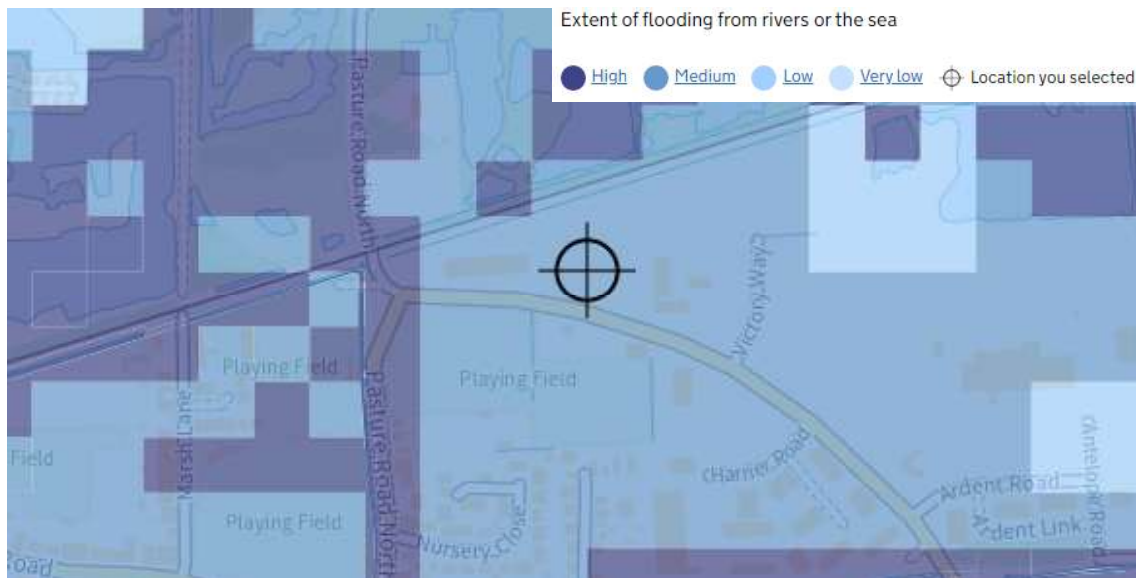 Extent of flooding from rivers or the sea
High Medium Low Very low Location you selected
Pasture Road North
Victory Way
Playing Field
Playing Field
Marsh Lane
Pasture Road North
Field
Harrier Road
Antelope Road
Ardent Road
Playing Field
Nursery Close
Ardent Link
Road